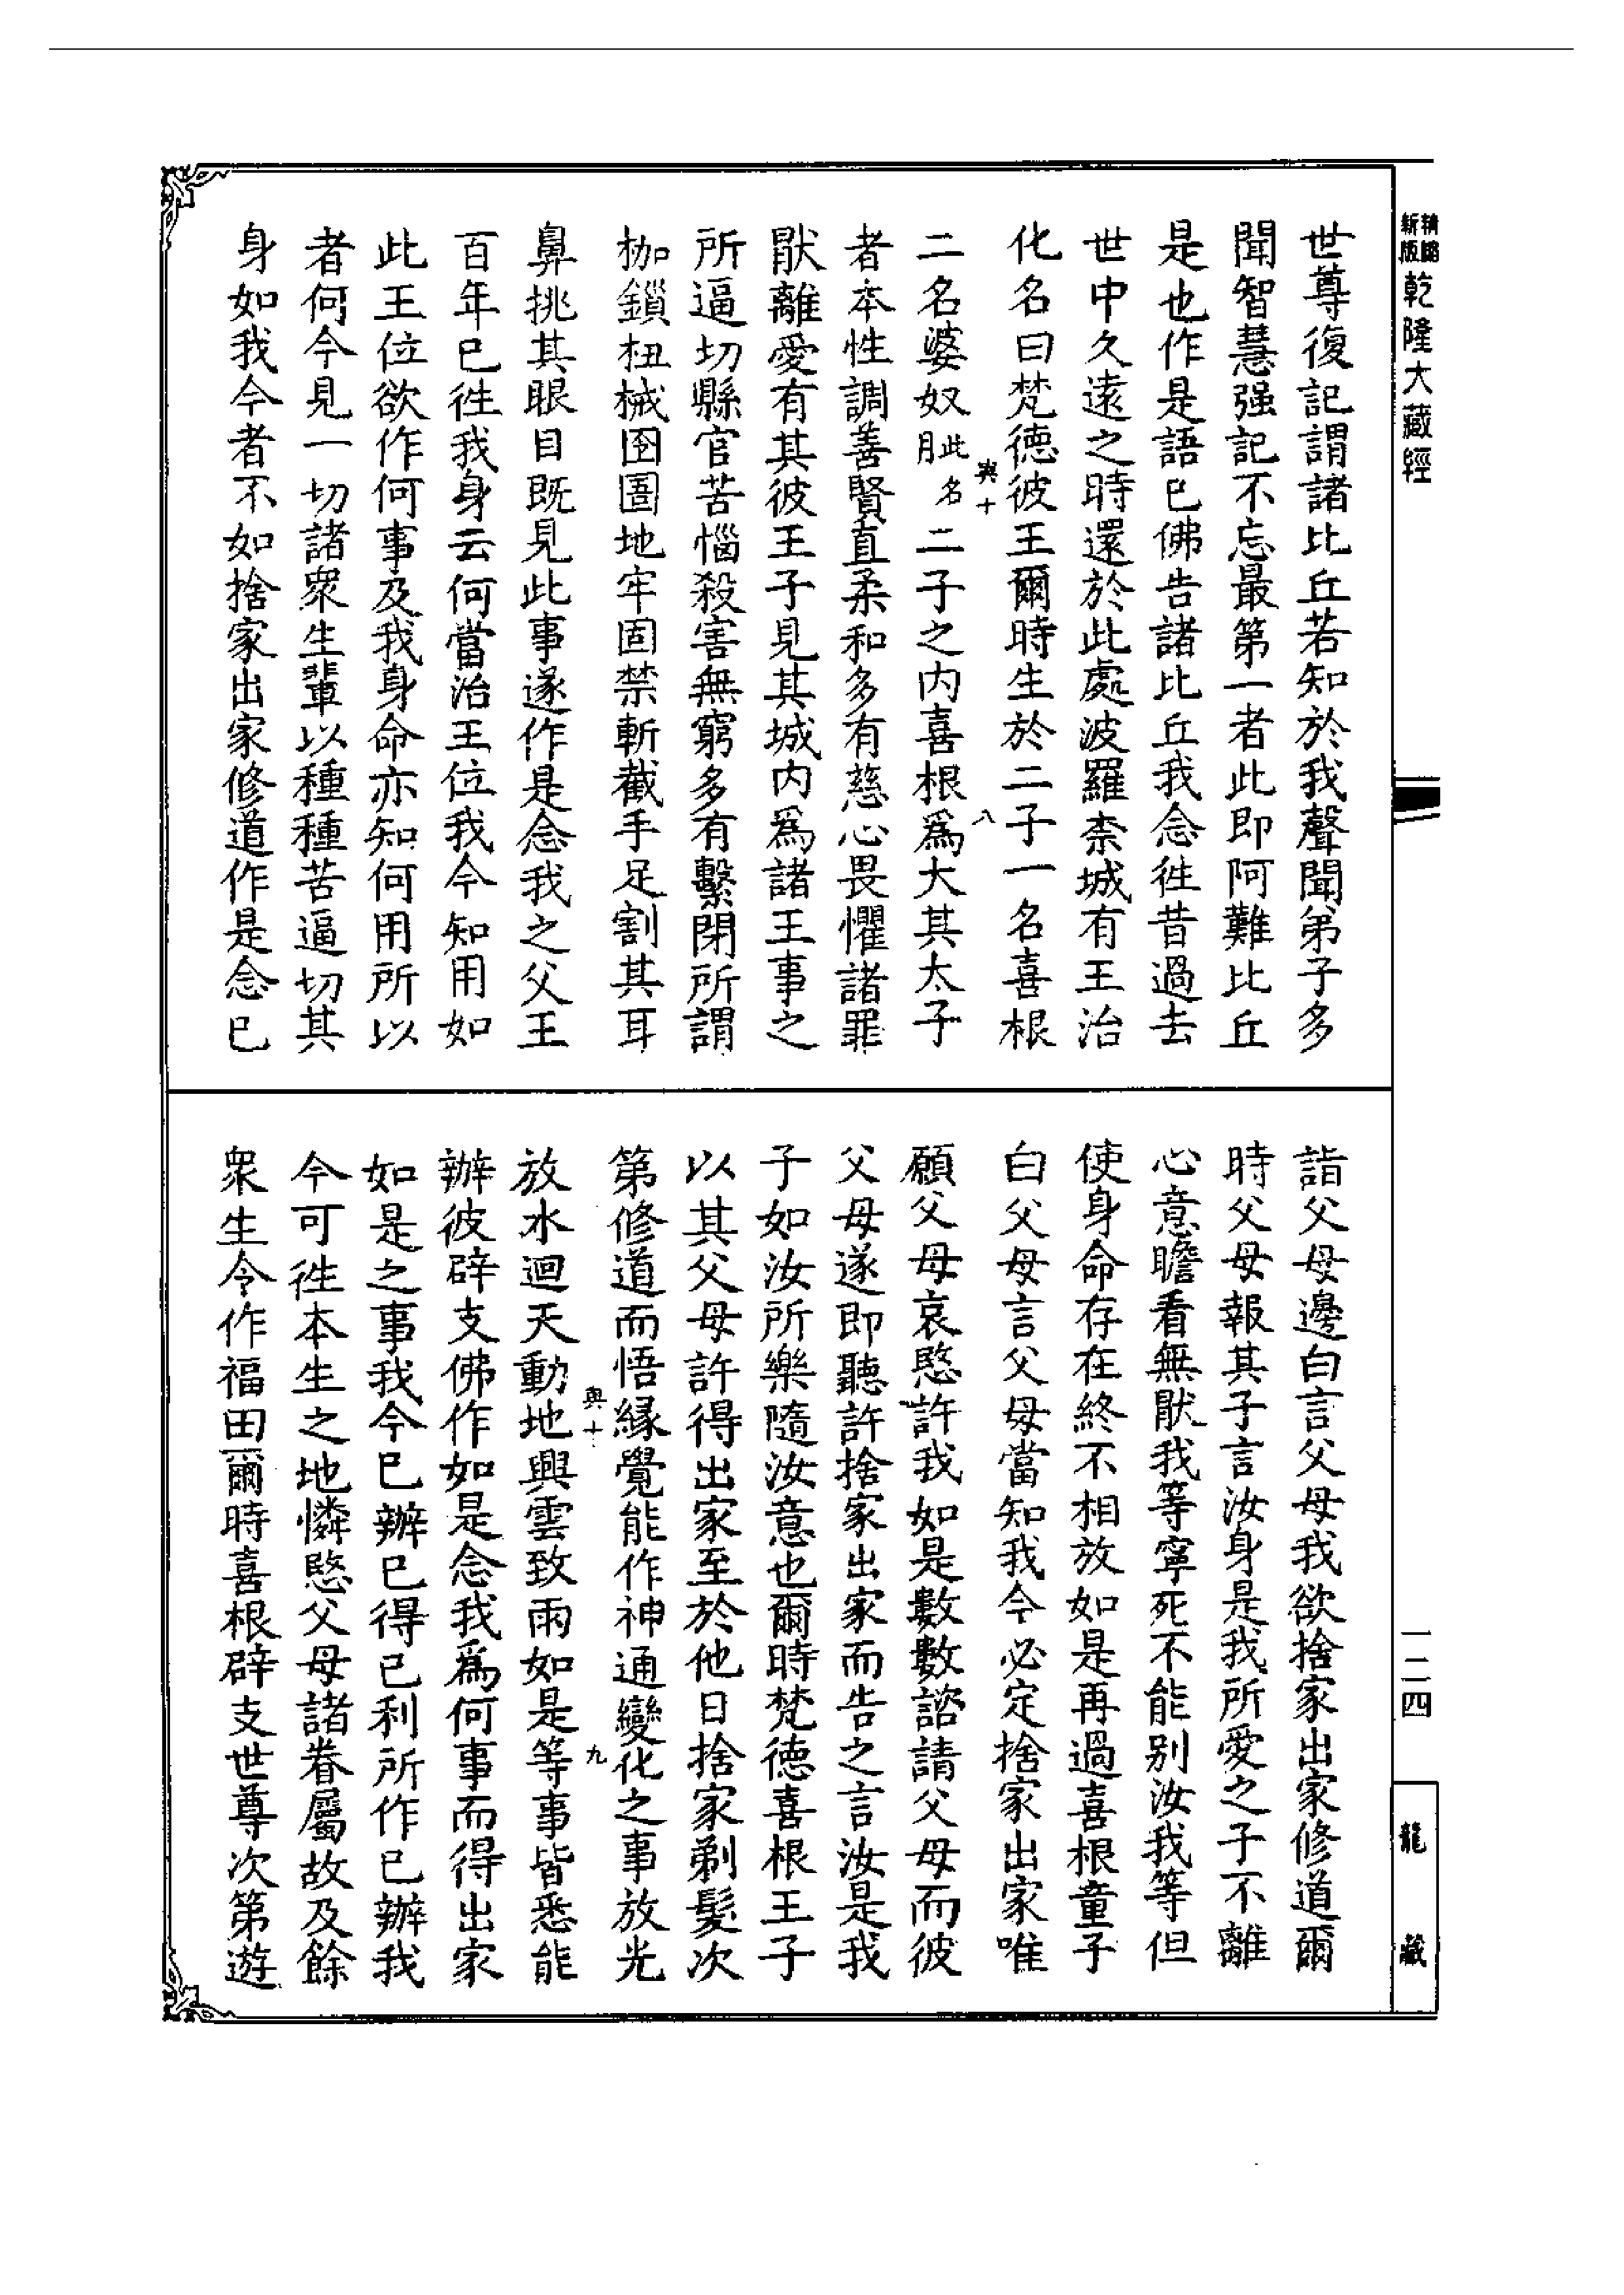 精略新版乾隆大藏經
世尊復記謂諸比丘若知於我聲聞弟子多
聞智慧强記不忘最第一者此即阿難比丘
是也作是語已佛告諸比丘我念徃昔過去
世中久遠之時還於此處波羅柰城有王治
化名曰梵德彼王爾時生於二子一名喜根
與十
八
二名婆奴此名月二子之内喜根爲大其太子
者本性調善賢直柔和多有慈心畏懼諸罪
猒離愛有其彼王子見其城内爲諸王事之
所逼切縣官苦惱殺害無窮多有繫閉所謂
枷鎖杻械囹圄地牢固禁斬截手足割其耳
鼻挑其眼目既見此事遂作是念我之父王
百年已徃我身云何當治王位我今知用如
此王位欲作何事及我身命亦知何用所以
者何今見一切諸衆生輩以種種苦逼切其
身如我今者不如捨家出家修道作是念已
詣父母邊白言父母我欲捨家出家修道爾
時父母報其子言汝身是我所愛之子不離
心意瞻看無猒我等寧死不能别汝我等但
使身命存在終不相放如是再過喜根童子
白父母言父母當知我今必定捨家出家唯
願父母哀愍許我如是數數諮請父母而彼
父母遂即聽許捨家出家而告之言汝是我
子如汝所樂隨汝意也爾時梵德喜根王子
以其父母許得出家至於他日捨家剃髮次
第修道而悟緣覺能作神通變化之事放光
與十
九
放水迴天動地興雲致雨如是等事皆悉能
辦彼辟支佛作如是念我爲何事而得出家
如是之事我今已辦已得已利所作已辦我
今可徃本生之地憐愍父母諸眷屬故及餘
衆生令作福田爾時喜根辟支世尊次第遊
一二四
龍藏